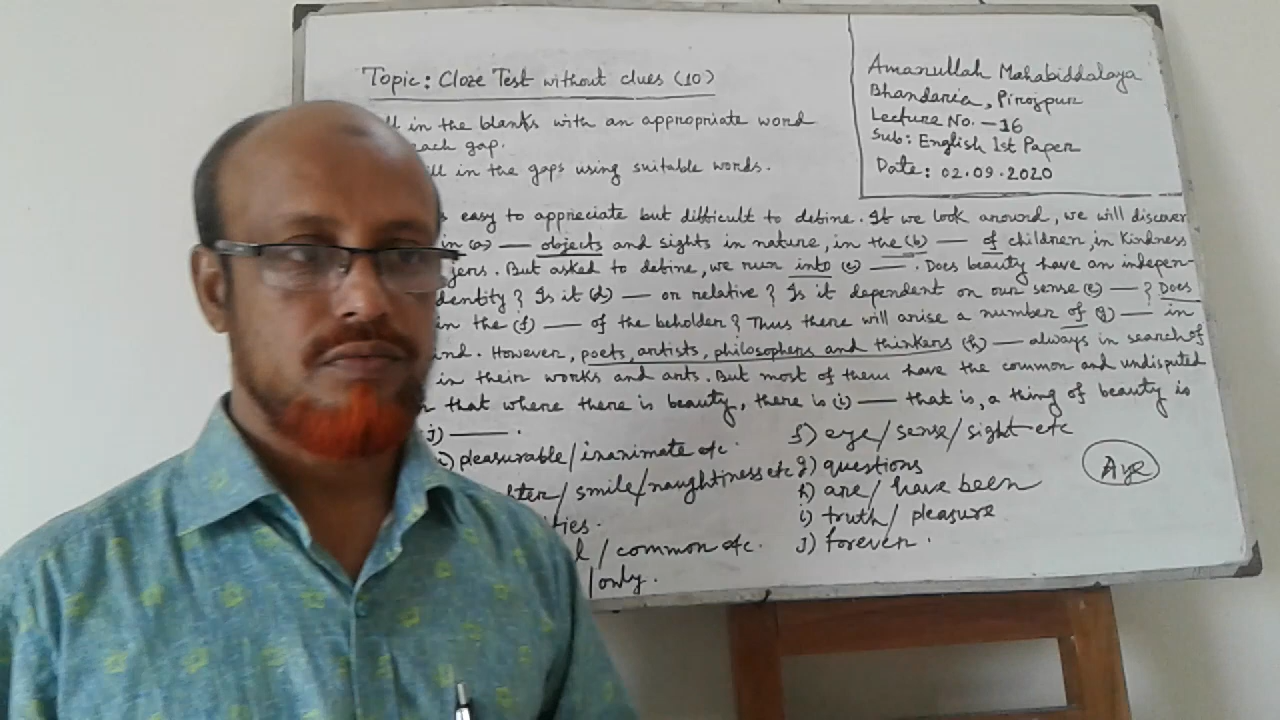 Topic: Cloze Test without clues (10)
Amanullah Mahabiddalaya
Bhandaria, Pirojpur
Lecture No. - 16
Sub: English 1st Paper
Date: 02.09.2020
in the blanks with an appropriate word
each gap.
ill in the gaps using suitable words.
easy to appreciate but difficult to define. If we look around, we will discover
in (a) — objects and sights in nature, in the (b) — of children, in kindness
But asked to define, we run into (c) —. Does beauty have an indepen-
dentity? Is it (d) — or relative? Is it dependent on our sense (e) —? Does
in the (f) — of the beholder? Thus there will arise a number of g) — in
However, poets, artists, philosophers and thinkers (h) — always in search of
in their works and arts. But most of them have the common and undisputed
that where there is beauty, there is (i) — that is, a thing of beauty is
j) —.
pleasurable/inanimate etc.
/ smile/naughtiness etc
/ common etc.
/only.
f) eye/sense/sight etc
g) questions
h) are/have been
i) truth/pleasure
j) forever.